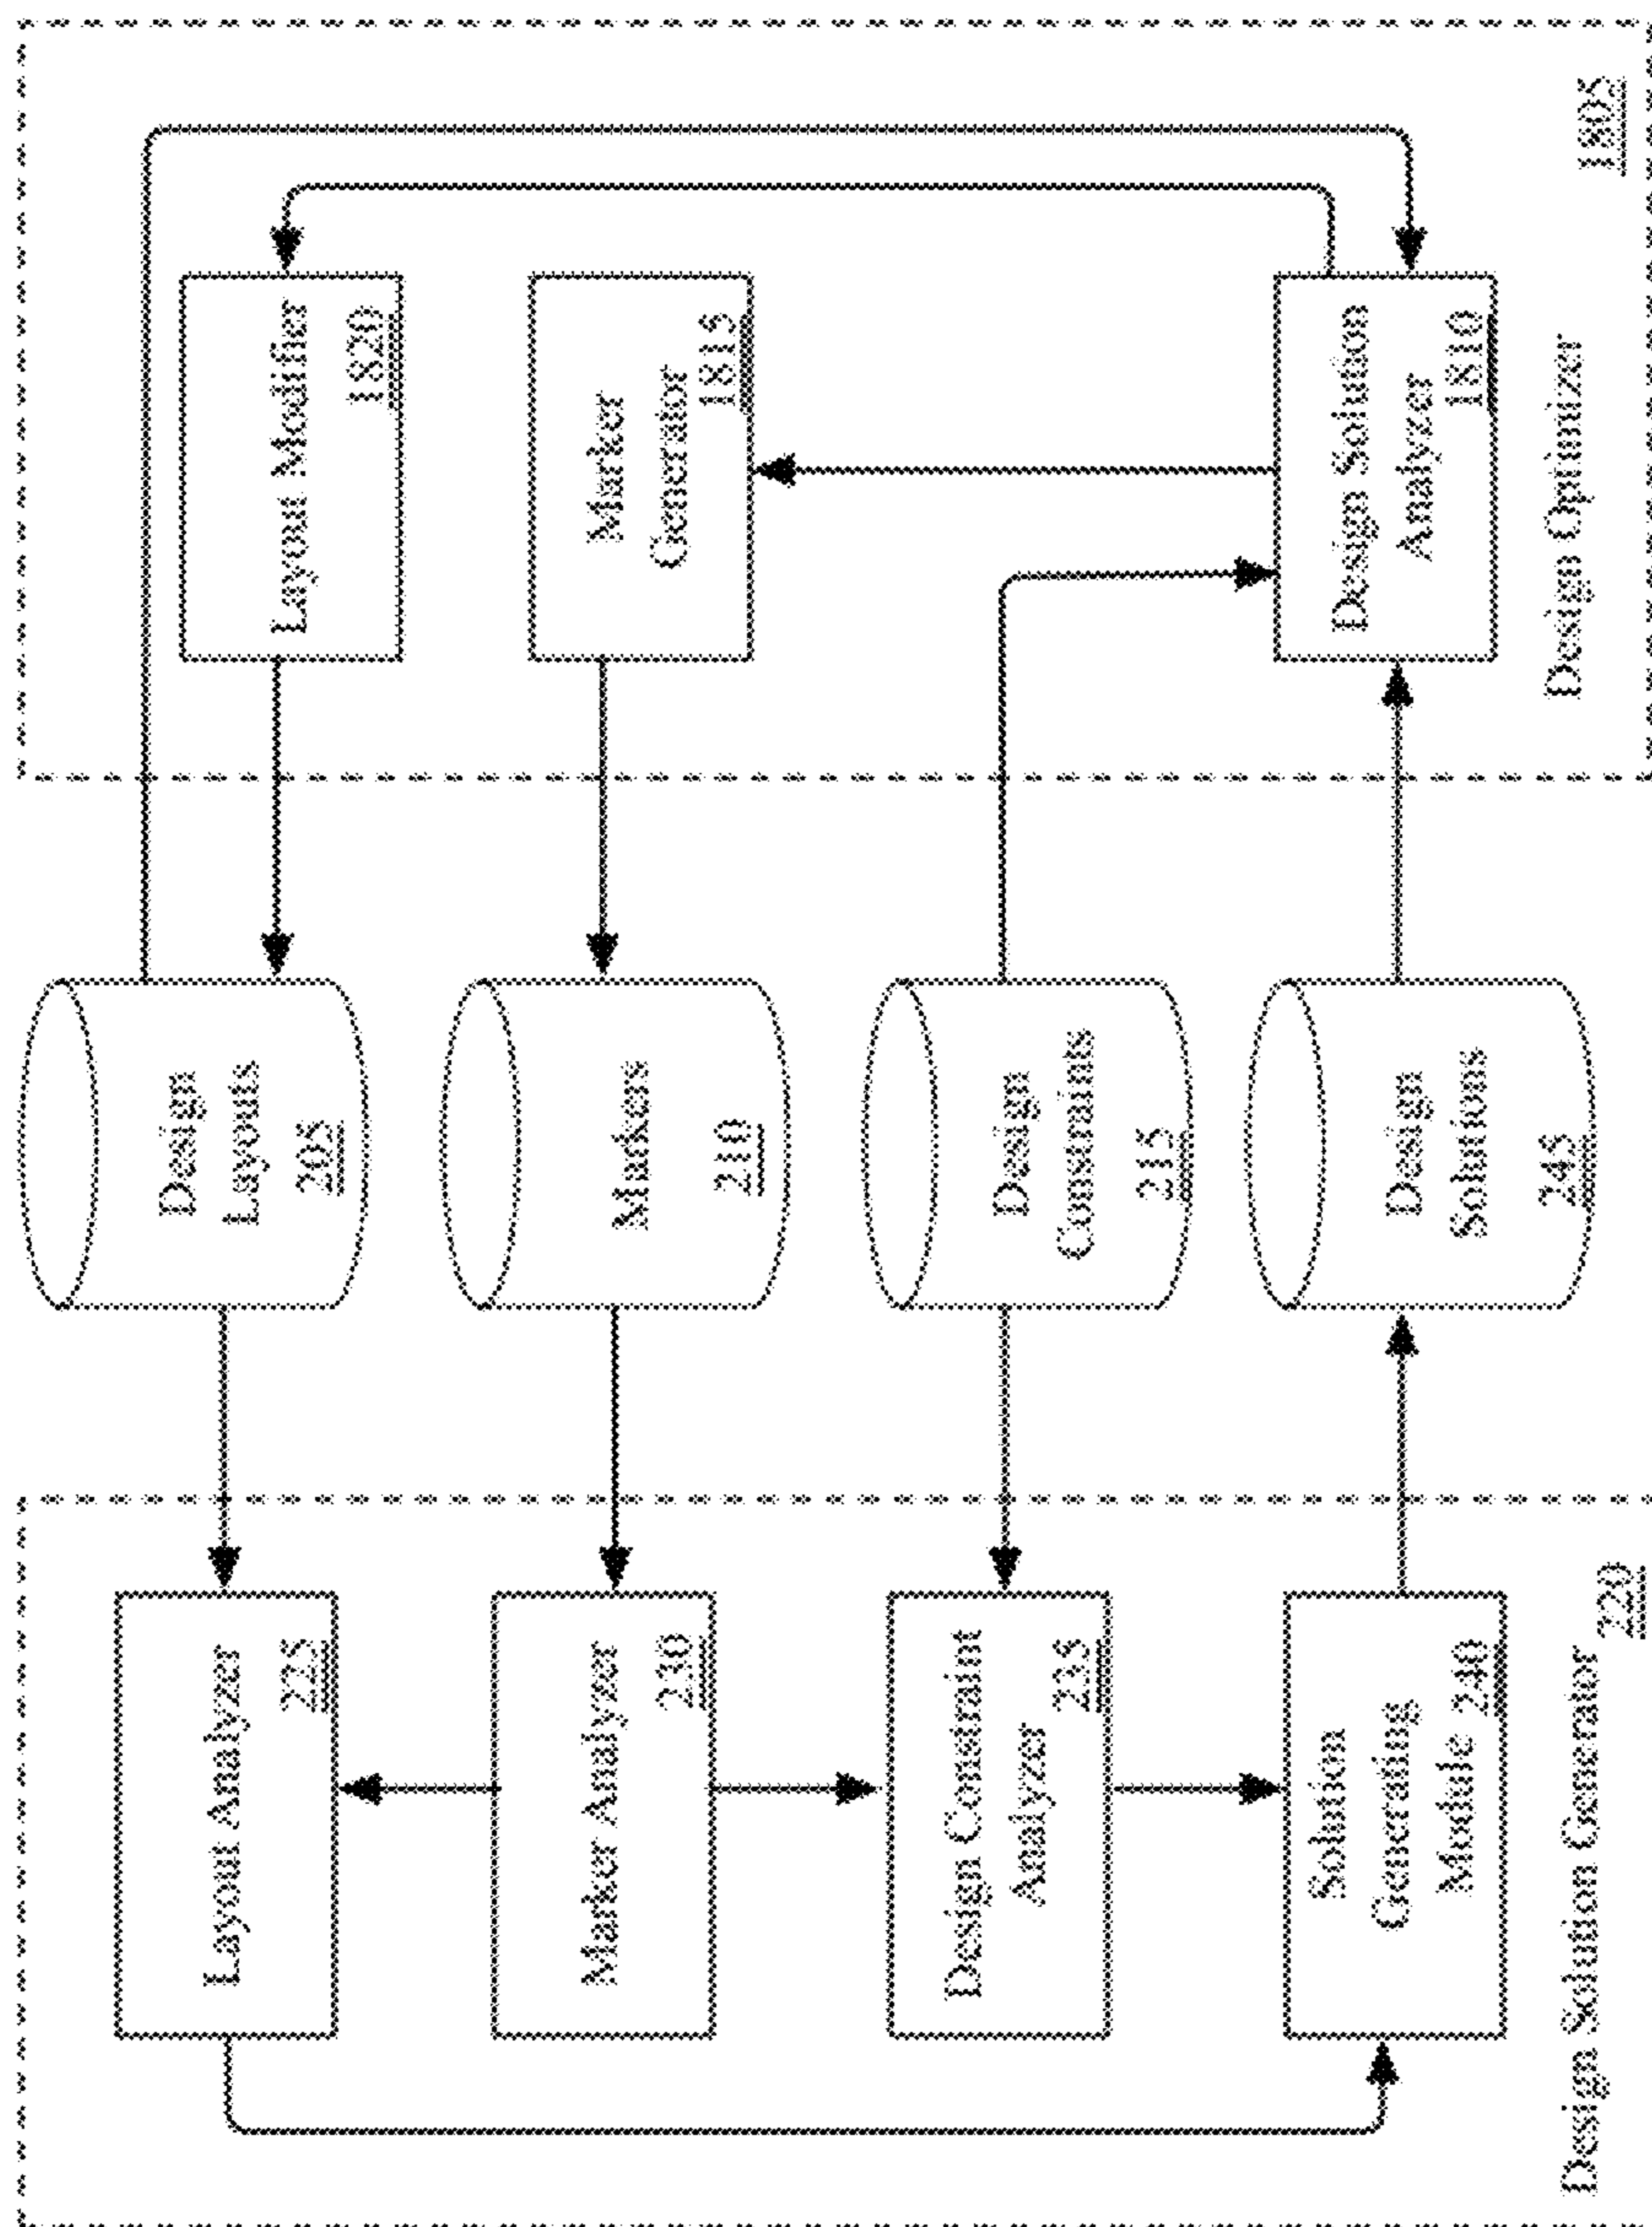 Layout Analyzer
225
Marker Analyzer
230
Design Constraint
Analyzer
235
Solution
Generating
Module 240
Design Solution Generator
220
Design
Layouts
205
Markers
210
Design
Constraints
215
Design
Solutions
245
Layout Modifier
1820
Marker
Generator
1815
Design Solution
Analyzer
1810
Design Optimizer
1805